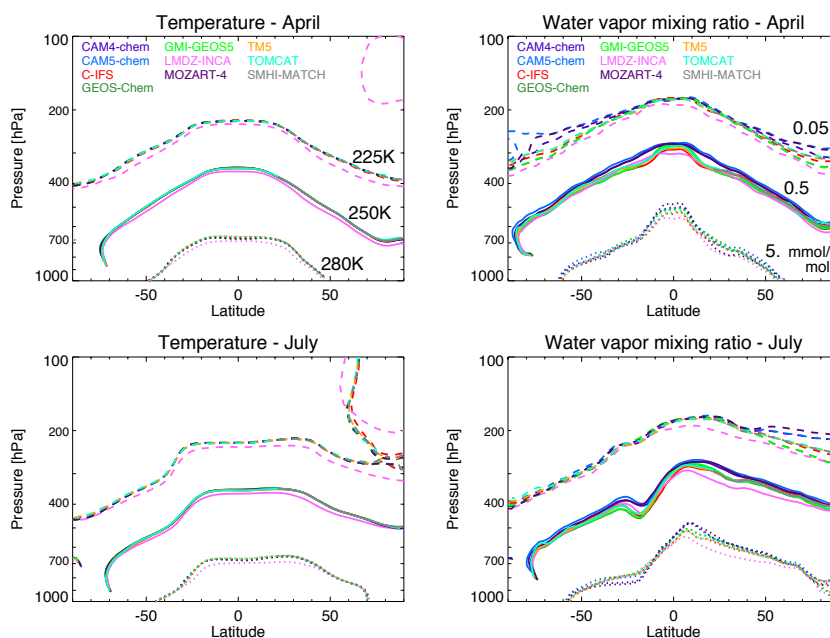 Temperature - April
100
CAM4-chem GMI-GEOS5 TM5
CAM5-chem LMDZ-INCA TOMCAT
C-IFS MOZART-4 SMHI-MATCH
GEOS-Chem
200
225K
Pressure [hPa]
400
250K
700
280K
1000
-50 0 50
Latitude
Water vapor mixing ratio - April
100
CAM4-chem GMI-GEOS5 TM5
CAM5-chem LMDZ-INCA TOMCAT
C-IFS MOZART-4 SMHI-MATCH
GEOS-Chem
0.05
200
Pressure [hPa]
0.5
400
700
5. mmol/
mol
1000
-50 0 50
Latitude
Temperature - July
100
200
Pressure [hPa]
400
700
1000
-50 0 50
Latitude
Water vapor mixing ratio - July
100
200
Pressure [hPa]
400
700
1000
-50 0 50
Latitude